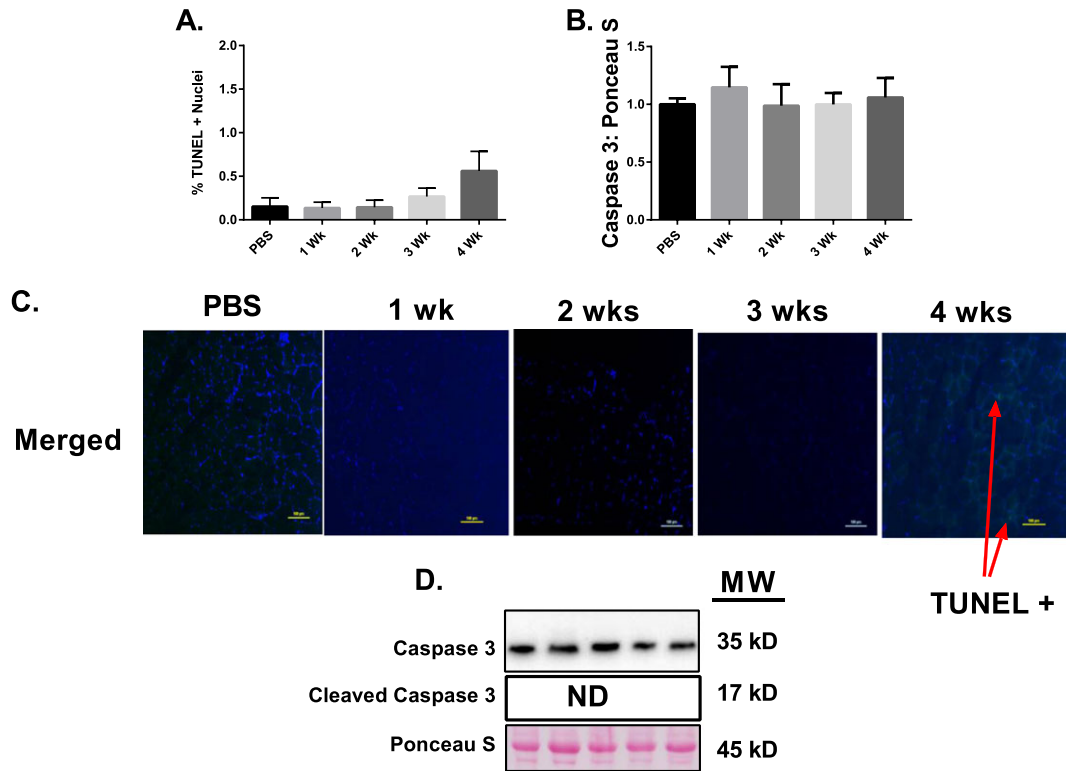 A.
% TUNEL + Nuclei
2.0
1.5
1.0
0.5
0.0
PBS
1 Wk
2 Wk
3 Wk
4 Wk
B.
Caspase 3: Ponceau S
1.5
1.0
0.5
0.0
PBS
1 Wk
2 Wk
3 Wk
4 Wk
C.
PBS
1 wk
2 wks
3 wks
4 wks
Merged
TUNEL +
D.
MW
Caspase 3
35 kD
Cleaved Caspase 3
ND
17 kD
Ponceau S
45 kD